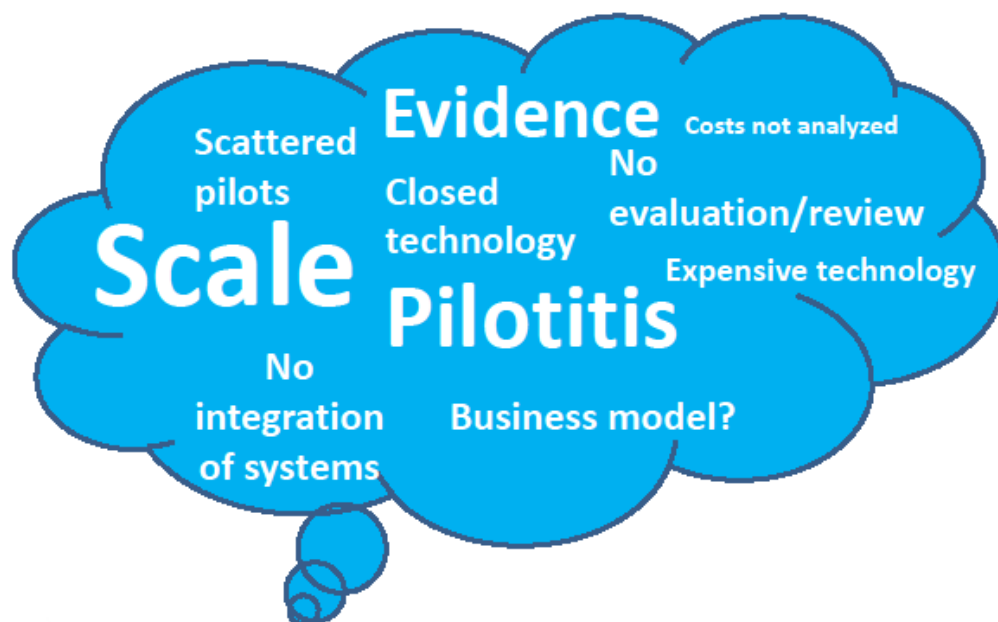 Evidence
Costs not analyzed
Scattered
pilots
Closed
technology
No
evaluation/review
Scale
Expensive technology
Pilotitis
No
integration
of systems
Business model?